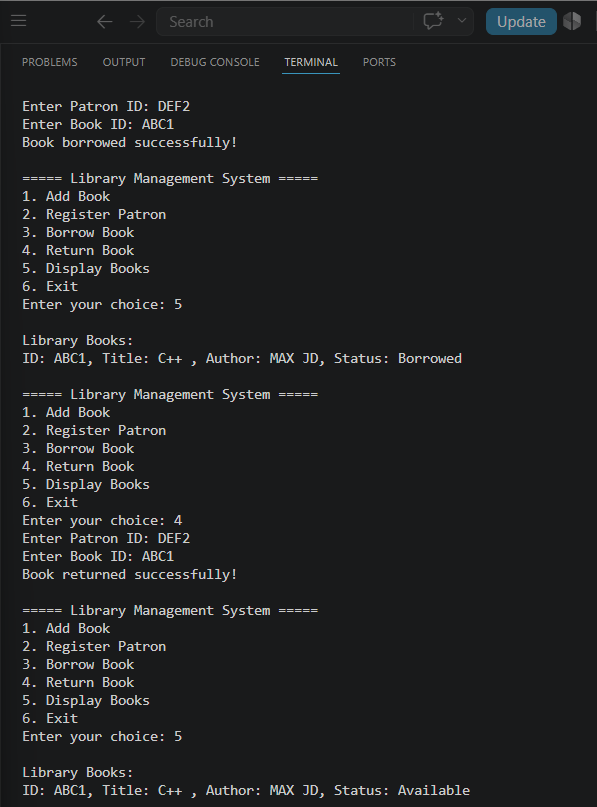 Search
Update
PROBLEMS OUTPUT DEBUG CONSOLE TERMINAL PORTS
Enter Patron ID: DEF2
Enter Book ID: ABC1
Book borrowed successfully!
===== Library Management System =====
1. Add Book
2. Register Patron
3. Borrow Book
4. Return Book
5. Display Books
6. Exit
Enter your choice: 5
Library Books:
ID: ABC1, Title: C++ , Author: MAX JD, Status: Borrowed
===== Library Management System =====
1. Add Book
2. Register Patron
3. Borrow Book
4. Return Book
5. Display Books
6. Exit
Enter your choice: 4
Enter Patron ID: DEF2
Enter Book ID: ABC1
Book returned successfully!
===== Library Management System =====
1. Add Book
2. Register Patron
3. Borrow Book
4. Return Book
5. Display Books
6. Exit
Enter your choice: 5
Library Books:
ID: ABC1, Title: C++ , Author: MAX JD, Status: Available